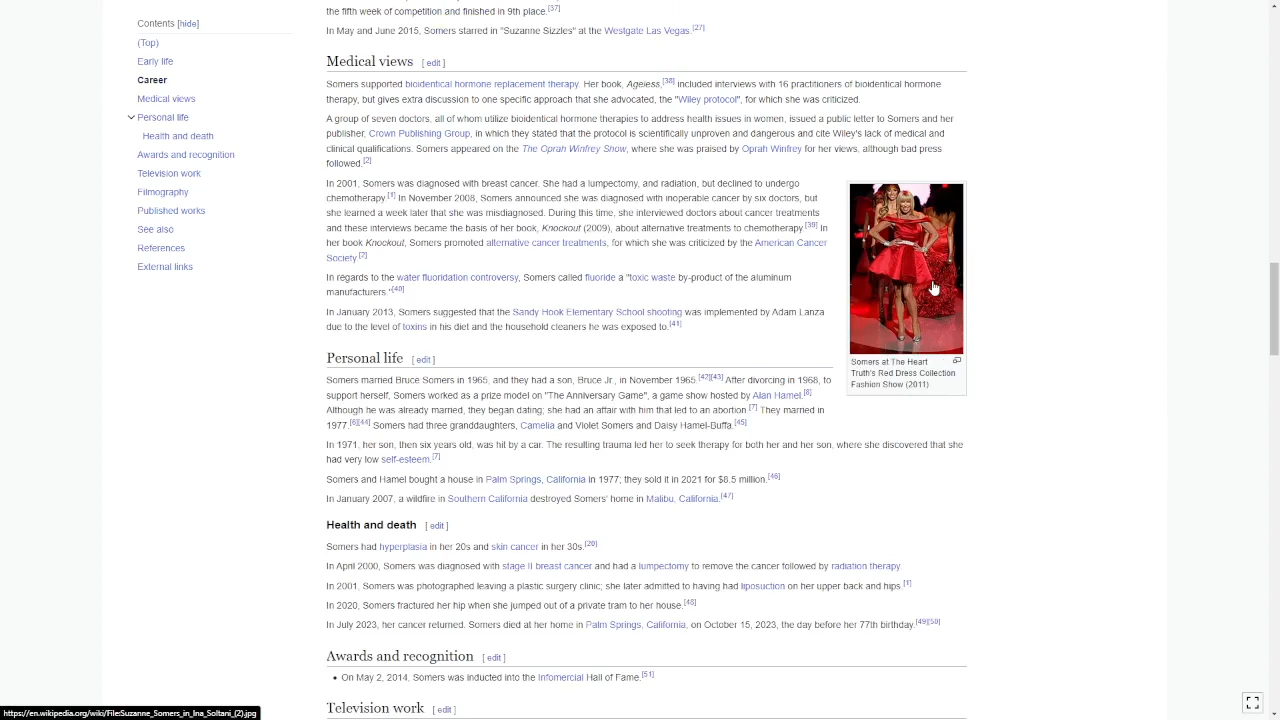 Contents [hide]
(Top)
Early life
Career
Medical views
Personal life
Health and death
Awards and recognition
Television work
Filmography
Published works
See also
References
External links
the fifth week of competition and finished in 9th place.[37]
In May and June 2015, Somers starred in "Suzanne Sizzles" at the Westgate Las Vegas.[27]
Medical views [ edit ]
Somers supported bioidentical hormone replacement therapy. Her book, Ageless,[38] included interviews with 16 practitioners of bioidentical hormone
therapy, but gives extra discussion to one specific approach that she advocated, the "Wiley protocol", for which she was criticized.
A group of seven doctors, all of whom utilize bioidentical hormone therapies to address health issues in women, issued a public letter to Somers and her
publisher, Crown Publishing Group, in which they stated that the protocol is scientifically unproven and dangerous and cite Wiley's lack of medical and
clinical qualifications. Somers appeared on the The Oprah Winfrey Show, where she was praised by Oprah Winfrey for her views, although bad press
followed.[2]
In 2001, Somers was diagnosed with breast cancer. She had a lumpectomy, and radiation, but declined to undergo
chemotherapy.[1] In November 2008, Somers announced she was diagnosed with inoperable cancer by six doctors, but
she learned a week later that she was misdiagnosed. During this time, she interviewed doctors about cancer treatments
and these interviews became the basis of her book, Knockout (2009), about alternative treatments to chemotherapy.[39] In
her book Knockout, Somers promoted alternative cancer treatments, for which she was criticized by the American Cancer
Society.[2]
In regards to the water fluoridation controversy, Somers called fluoride a "toxic waste by-product of the aluminum
manufacturers."[40]
In January 2013, Somers suggested that the Sandy Hook Elementary School shooting was implemented by Adam Lanza
due to the level of toxins in his diet and the household cleaners he was exposed to.[41]
Somers at The Heart
Truth's Red Dress Collection
Fashion Show (2011)
Personal life [ edit ]
Somers married Bruce Somers in 1965, and they had a son, Bruce Jr., in November 1965.[42][43] After divorcing in 1968, to
support herself, Somers worked as a prize model on "The Anniversary Game", a game show hosted by Alan Hamel.[8]
Although he was already married, they began dating; she had an affair with him that led to an abortion.[7] They married in
1977.[6][44] Somers had three granddaughters, Camelia and Violet Somers and Daisy Hamel-Buffa.[45]
In 1971, her son, then six years old, was hit by a car. The resulting trauma led her to seek therapy for both her and her son, where she discovered that she
had very low self-esteem.[7]
Somers and Hamel bought a house in Palm Springs, California in 1977; they sold it in 2021 for $8.5 million.[46]
In January 2007, a wildfire in Southern California destroyed Somers' home in Malibu, California.[47]
Health and death [ edit ]
Somers had hyperplasia in her 20s and skin cancer in her 30s.[20]
In April 2000, Somers was diagnosed with stage II breast cancer and had a lumpectomy to remove the cancer followed by radiation therapy.
In 2001, Somers was photographed leaving a plastic surgery clinic; she later admitted to having had liposuction on her upper back and hips.[1]
In 2020, Somers fractured her hip when she jumped out of a private tram to her house.[48]
In July 2023, her cancer returned. Somers died at her home in Palm Springs, California, on October 15, 2023, the day before her 77th birthday.[49][50]
Awards and recognition [ edit ]
• On May 2, 2014, Somers was inducted into the Infomercial Hall of Fame.[51]
Television work [ edit ]
https://en.wikipedia.org/wiki/File:Suzanne_Somers_in_Ina_Soltani_(2).jpg